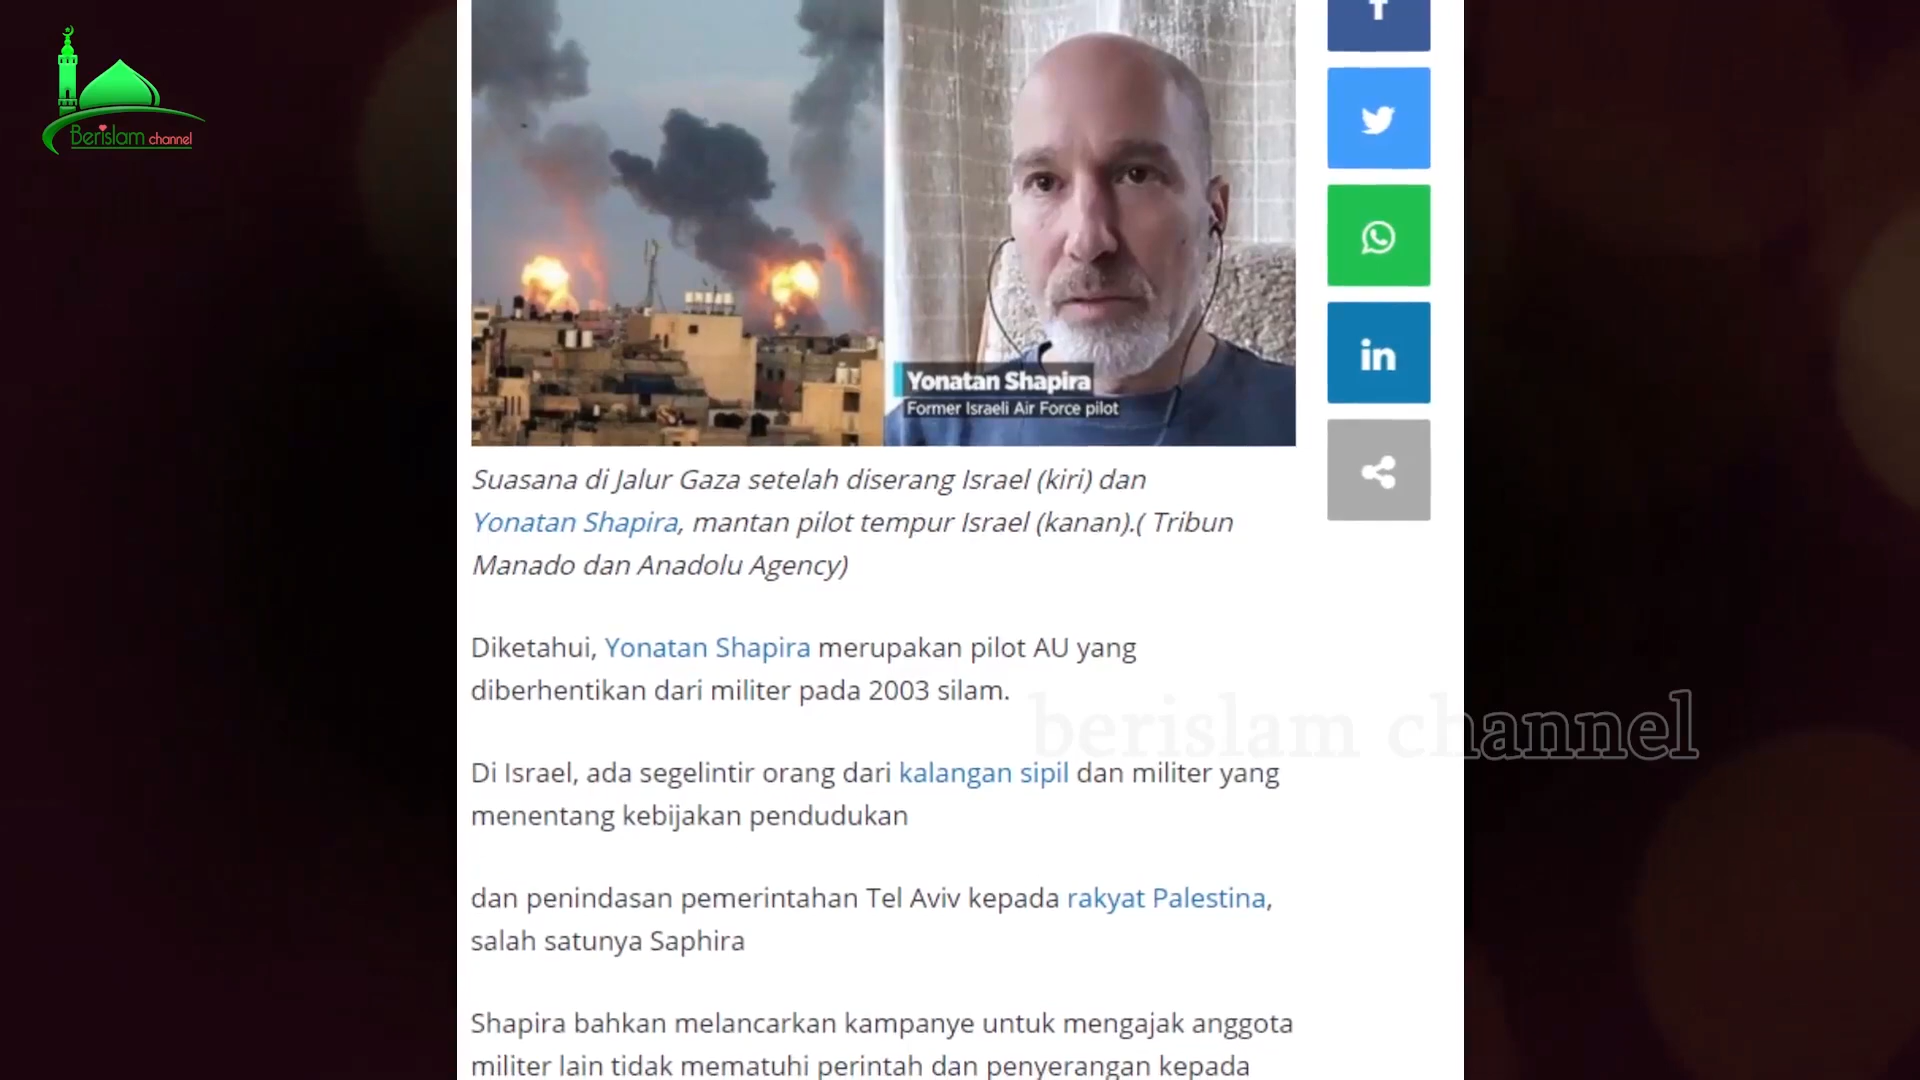 Berislam channel
Yonatan Shapira
Former Israeli Air Force pilot
f
in
Suasana di Jalur Gaza setelah diserang Israel (kiri) dan
Yonatan Shapira, mantan pilot tempur Israel (kanan).( Tribun
Manado dan Anadolu Agency)
Diketahui, Yonatan Shapira merupakan pilot AU yang
diberhentikan dari militer pada 2003 silam.
berislam channel
Di Israel, ada segelintir orang dari kalangan sipil dan militer yang
menentang kebijakan pendudukan
dan penindasan pemerintahan Tel Aviv kepada rakyat Palestina,
salah satunya Saphira
Shapira bahkan melancarkan kampanye untuk mengajak anggota
militer lain tidak mematuhi perintah dan penyerangan kepada